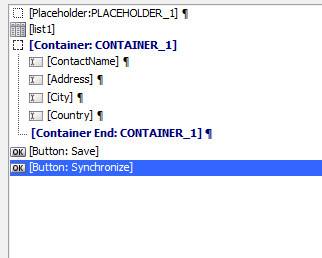 [Placeholder:PLACEHOLDER_1] ¶
[list1]
[Container: CONTAINER_1]
[ContactName] ¶
[Address] ¶
[City] ¶
[Country] ¶
[Container End: CONTAINER_1] ¶
OK [Button: Save]
OK [Button: Synchronize]